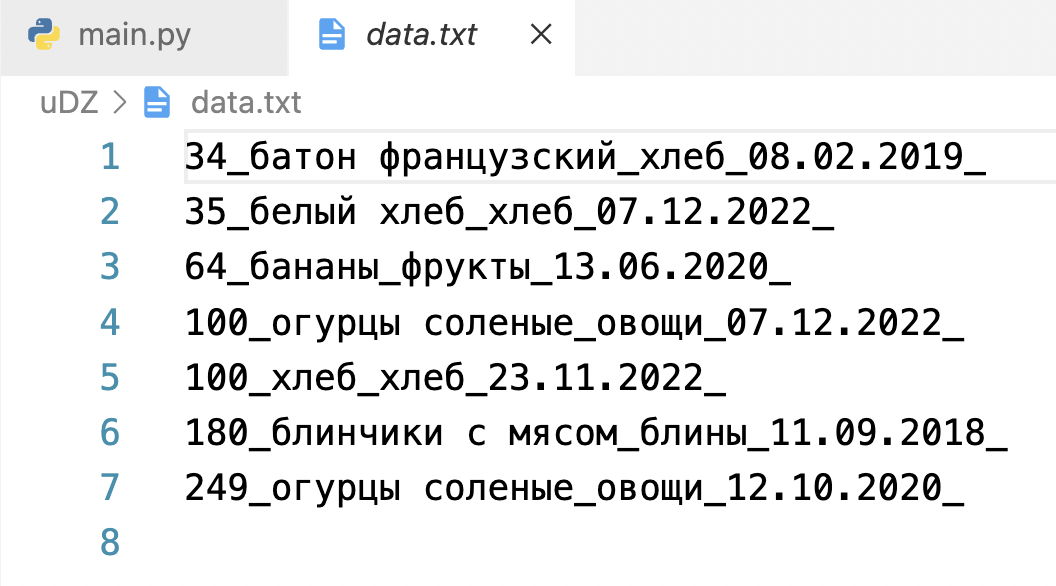 main.py data.txt
uDZ > data.txt
1 34_батон французский_хлеб_08.02.2019_
2 35_белый хлеб_хлеб_07.12.2022_
3 64_бананы_фрукты_13.06.2020_
4 100_огурцы соленые_овощи_07.12.2022_
5 100_хлеб_хлеб_23.11.2022_
6 180_блинчики с мясом_блины_11.09.2018_
7 249_огурцы соленые_овощи_12.10.2020_
8